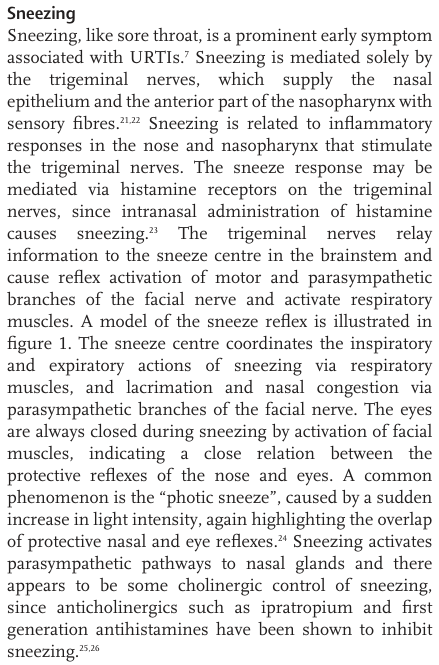 Sneezing
Sneezing, like sore throat, is a prominent early symptom
associated with URTIs.7 Sneezing is mediated solely by
the trigeminal nerves, which supply the nasal
epithelium and the anterior part of the nasopharynx with
sensory fibres.21,22 Sneezing is related to inflammatory
responses in the nose and nasopharynx that stimulate
the trigeminal nerves. The sneeze response may be
mediated via histamine receptors on the trigeminal
nerves, since intranasal administration of histamine
causes sneezing.23 The trigeminal nerves relay
information to the sneeze centre in the brainstem and
cause reflex activation of motor and parasympathetic
branches of the facial nerve and activate respiratory
muscles. A model of the sneeze reflex is illustrated in
figure 1. The sneeze centre coordinates the inspiratory
and expiratory actions of sneezing via respiratory
muscles, and lacrimation and nasal congestion via
parasympathetic branches of the facial nerve. The eyes
are always closed during sneezing by activation of facial
muscles, indicating a close relation between the
protective reflexes of the nose and eyes. A common
phenomenon is the “photic sneeze”, caused by a sudden
increase in light intensity, again highlighting the overlap
of protective nasal and eye reflexes.24 Sneezing activates
parasympathetic pathways to nasal glands and there
appears to be some cholinergic control of sneezing,
since anticholinergics such as ipratropium and first
generation antihistamines have been shown to inhibit
sneezing.25,26